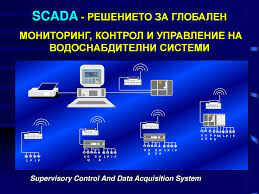 SCADA - РЕШЕНИЕТО ЗА ГЛОБАЛЕН
МОНИТОРИНГ, КОНТРОЛ И УПРАВЛЕНИЕ НА
ВОДОСНАБДИТЕЛНИ СИСТЕМИ
Supervisory Control And Data Acquisition System